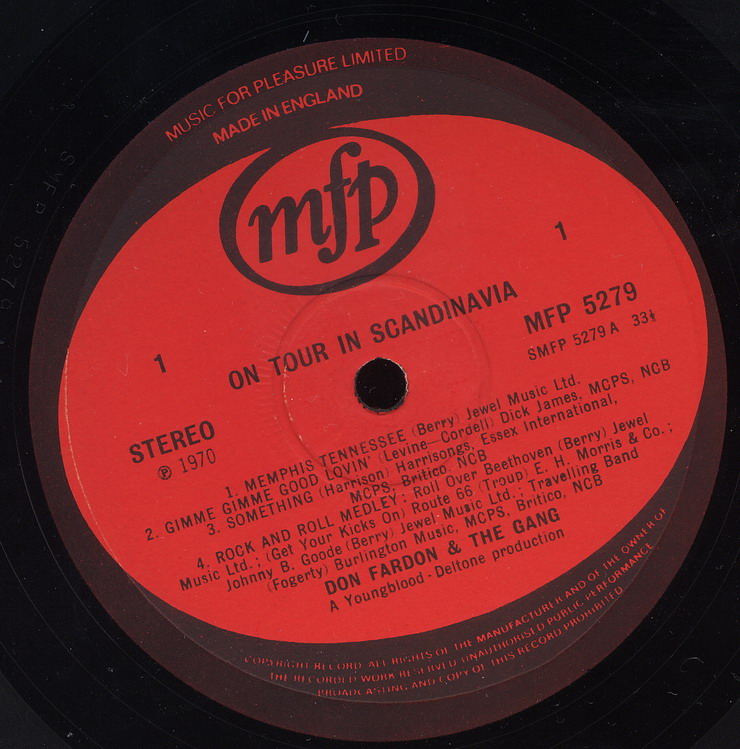 MUSIC FOR PLEASURE LIMITED
MADE IN ENGLAND
mfp
1
1
ON TOUR IN SCANDINAVIA
MFP 5279
SMFP 5279 A 33⅓
STEREO
℗ 1970
1. MEMPHIS TENNESSEE (Berry) Jewel Music Ltd.
2. GIMME GIMME GOOD LOVIN' (Levine—Cordell) Dick James, MCPS, NCB
3. SOMETHING (Harrison) Harrisongs, Essex International,
MCPS, Britico, NCB
4. ROCK AND ROLL MEDLEY: Roll Over Beethoven (Berry) Jewel
Music Ltd.; (Get Your Kicks On) Route 66 (Troup) E. H. Morris & Co.;
Johnny B. Goode (Berry) Jewel Music Ltd.; Travelling Band
(Fogerty) Burlington Music, MCPS. Britico, NCB
DON FARDON & THE GANG
A Youngblood-Deltone production
COPYRIGHT RECORD. ALL RIGHTS OF THE MANUFACTURER AND OF THE OWNER OF
THE RECORDED WORK RESERVED. UNAUTHORISED PUBLIC PERFORMANCE
BROADCASTING AND COPY OF THIS RECORD PROHIBITED.
SMFP 5279